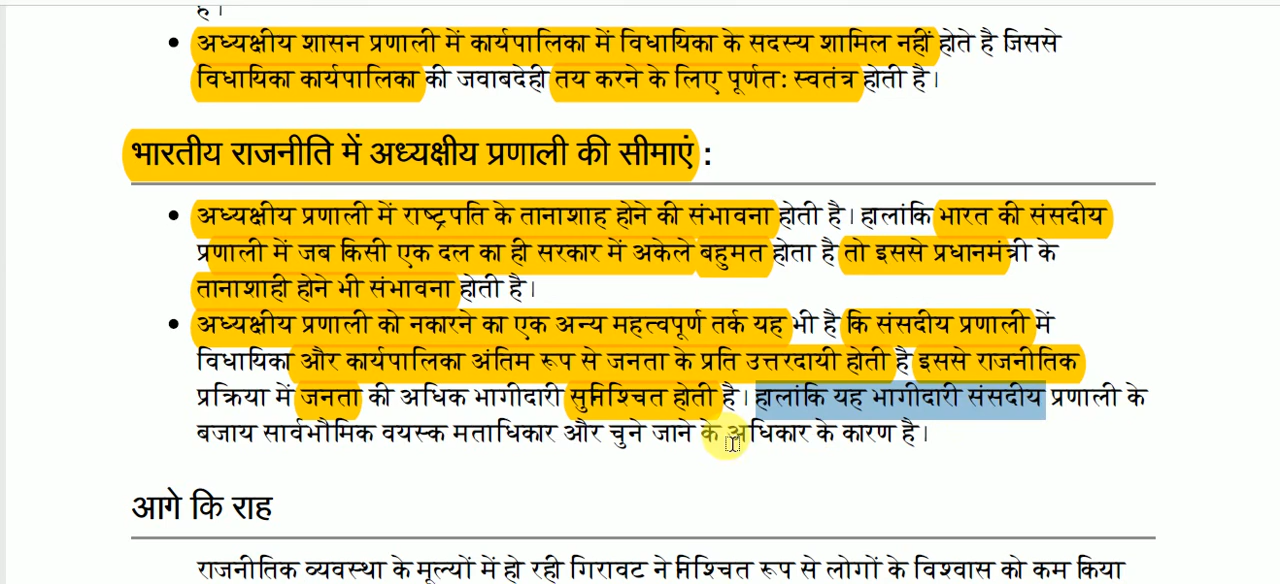 है।
• अध्यक्षीय शासन प्रणाली में कार्यपालिका में विधायिका के सदस्य शामिल नहीं होते है जिससे
विधायिका कार्यपालिका की जवाबदेही तय करने के लिए पूर्णतः स्वतंत्र होती है।
भारतीय राजनीति में अध्यक्षीय प्रणाली की सीमाएं :
• अध्यक्षीय प्रणाली में राष्ट्रपति के तानाशाह होने की संभावना होती है। हालांकि भारत की संसदीय
प्रणाली में जब किसी एक दल का ही सरकार में अकेले बहुमत होता है तो इससे प्रधानमंत्री के
तानाशाही होने भी संभावना होती है।
• अध्यक्षीय प्रणाली को नकारने का एक अन्य महत्वपूर्ण तर्क यह भी है कि संसदीय प्रणाली में
विधायिका और कार्यपालिका अंतिम रूप से जनता के प्रति उत्तरदायी होती है इससे राजनीतिक
प्रक्रिया में जनता की अधिक भागीदारी सुनिश्चित होती है। हालांकि यह भागीदारी संसदीय प्रणाली के
बजाय सार्वभौमिक वयस्क मताधिकार और चुने जाने के अधिकार के कारण है।
आगे कि राह
राजनीतिक व्यवस्था के मूल्यों में हो रही गिरावट ने निश्चित रूप से लोगों के विश्वास को कम किया